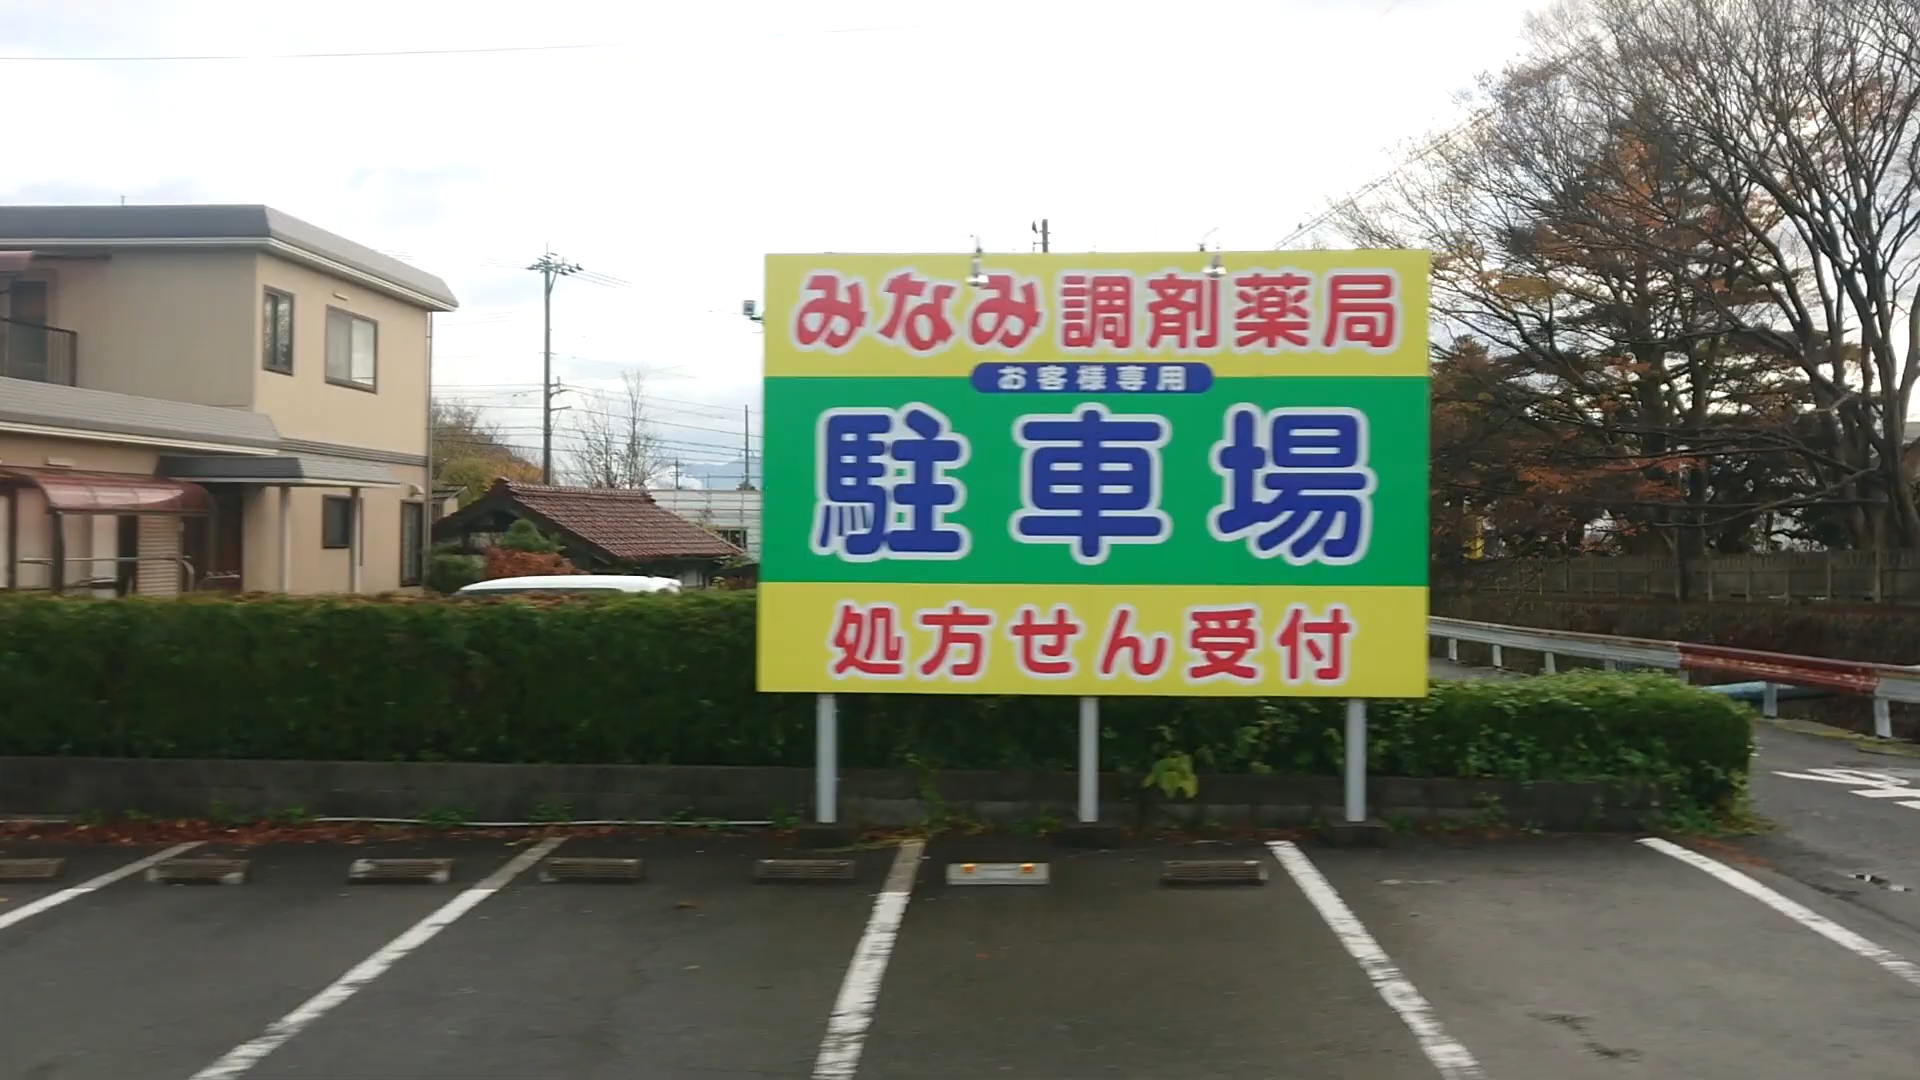 みなみ調剤薬局
お客様専用
駐車場
処方せん受付